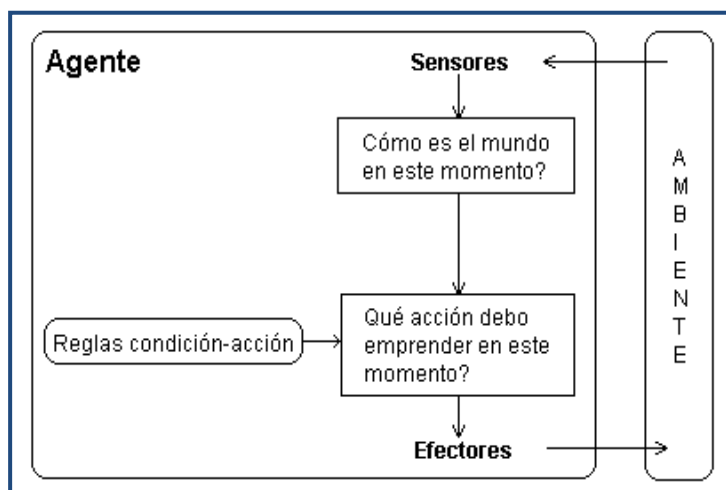 Agente
Sensores
Cómo es el mundo
en este momento?
AMBIENTE
Reglas condición-acción
Qué acción debo
emprender en este
momento?
Efectores